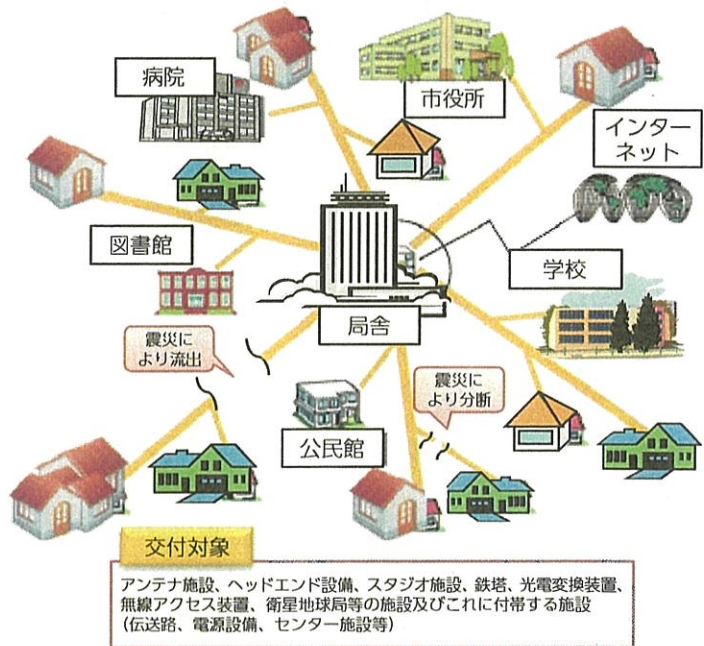 病院
市役所
インター
ネット
図書館
学校
局舎
震災に
より流出
震災に
より分断
公民館
交付対象
アンテナ施設、ヘッドエンド設備、スタジオ施設、鉄塔、光電変換装置、
無線アクセス装置、衛星地球局等の施設及びこれに付帯する施設
(伝送路、電源設備、センター施設等)